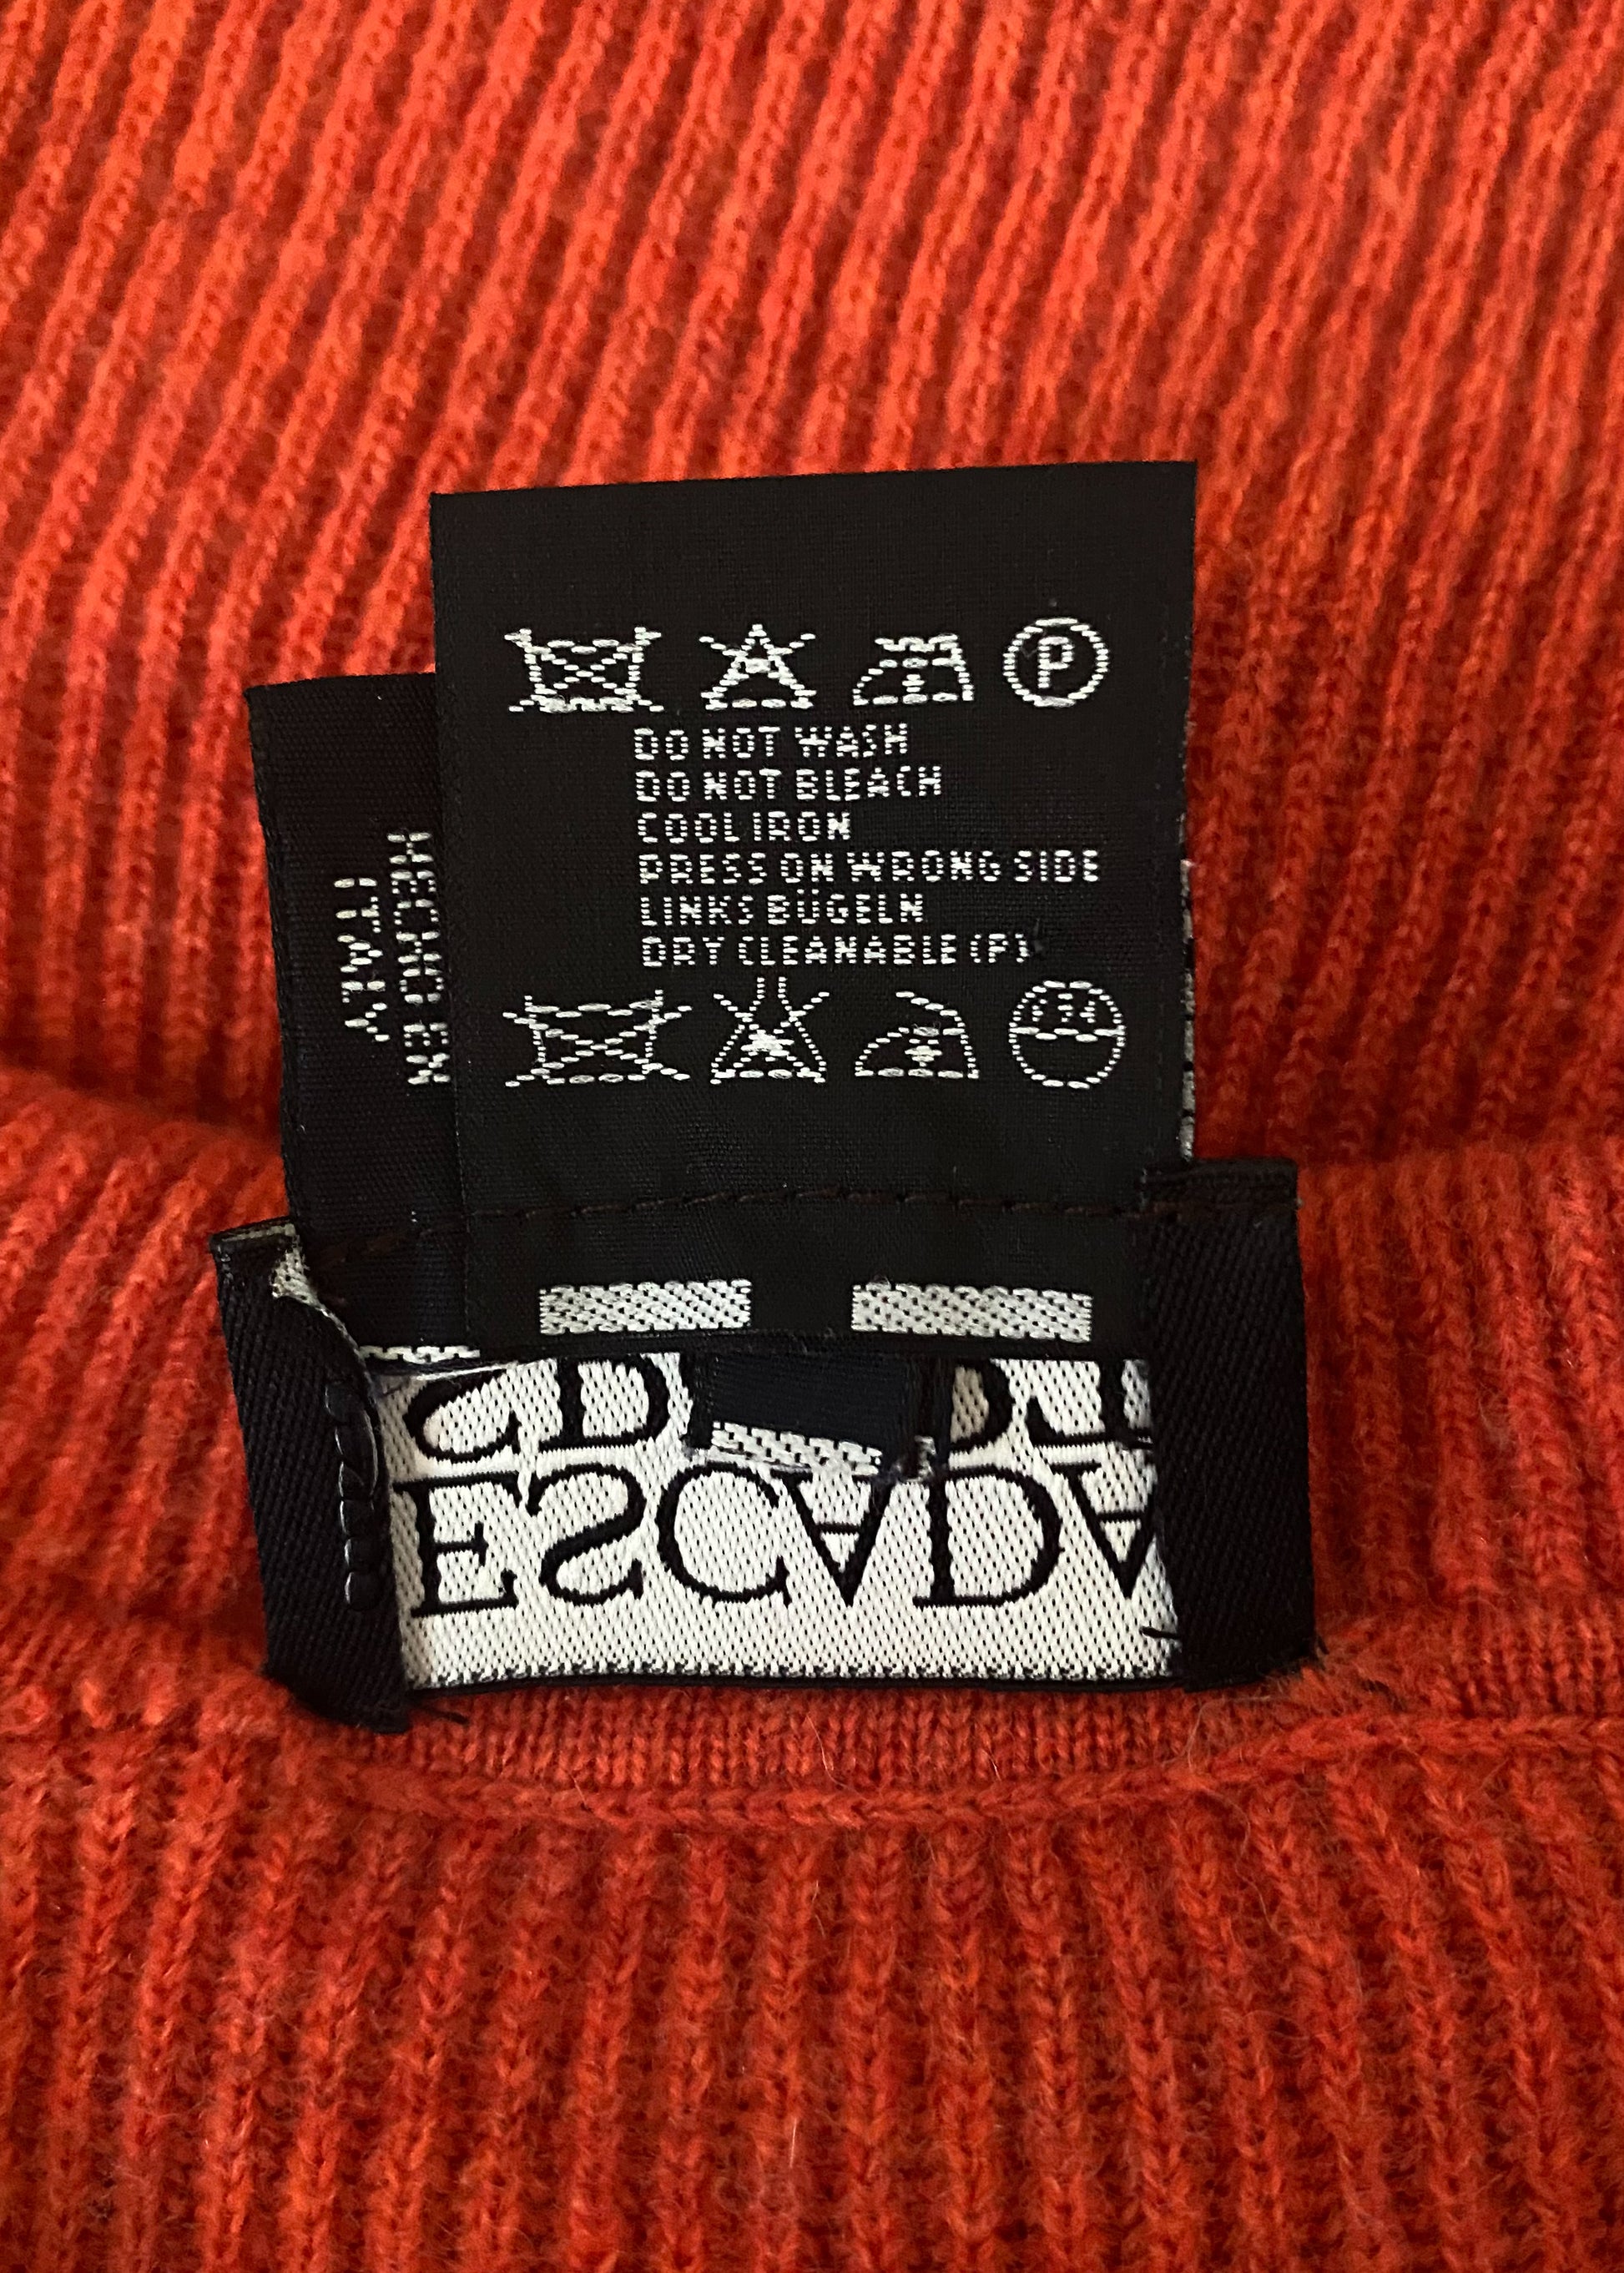 P
DO NOT WASH
DO NOT BLEACH
COOL IRON
PRESS ON WRONG SIDE
LINKS BÜGELN
DRY CLEANABLE (P)
HECHO EN
ITALY
ESCADA